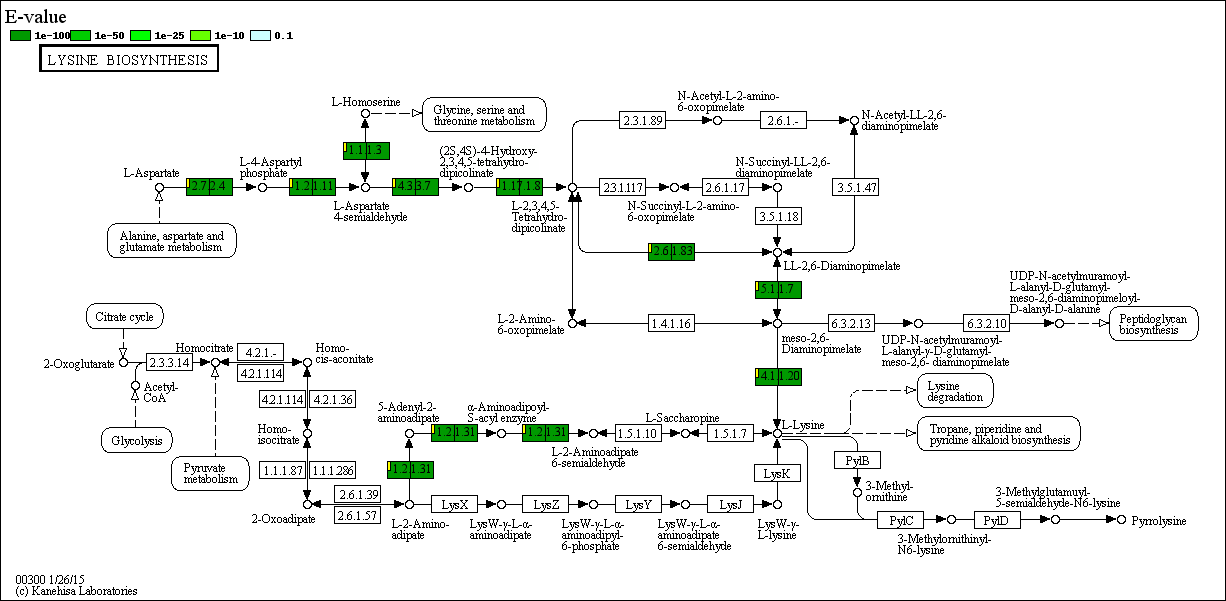 E-value
1e-100
1e-50
1e-25
1e-10
0.1
LYSINE BIOSYNTHESIS
L-Homoserine
Glycine, serine and
threonine metabolism
N-Acetyl-L-2-amino-
6-oxopimelate
2.3.1.89
2.6.1.-
N-Acetyl-LL-2,6-
diaminopimelate
1.1.1.3
L-Aspartate
L-4-Aspartyl
phosphate
(2S,4S)-4-Hydroxy-
2,3,4,5-tetrahydro-
dipicolinate
N-Succinyl-LL-2,6-
diaminopimelate
2.7.2.4
1.2.1.11
4.3.3.7
1.17.1.8
2.3.1.117
2.6.1.17
3.5.1.47
L-Aspartate
4-semialdehyde
L-2,3,4,5-
Tetrahydro-
dipicolinate
N-Succinyl-L-2-amino-
6-oxopimelate
3.5.1.18
Alanine, aspartate and
glutamate metabolism
2.6.1.83
LL-2,6-Diaminopimelate
5.1.1.7
UDP-N-acetylmuramoyl-
L-alanyl-D-glutamyl-
meso-2,6-diaminopimeloyl-
D-alanyl-D-alanine
Citrate cycle
L-2-Amino-
6-oxopimelate
1.4.1.16
6.3.2.13
6.3.2.10
Peptidoglycan
biosynthesis
meso-2,6-
Diaminopimelate
UDP-N-acetylmuramoyl-
L-alanyl-γ-D-glutamyl-
meso-2,6- diaminopimelate
2-Oxoglutarate
2.3.3.14
Homocitrate
4.2.1.-
4.2.1.114
Homo-
cis-aconitate
Acetyl-
CoA
4.1.1.20
Lysine
degradation
4.2.1.114
4.2.1.36
5-Adenyl-2-
aminoadipate
α-Aminoadipoyl-
S-acyl enzyme
L-Saccharopine
L-Lysine
Glycolysis
Homo-
isocitrate
1.2.1.31
1.2.1.31
1.5.1.10
1.5.1.7
Tropane, piperidine and
pyridine alkaloid biosynthesis
L-2-Aminoadipate
6-semialdehyde
Pyruvate
metabolism
1.1.1.87
1.1.1.286
1.2.1.31
LysK
PylB
2.6.1.39
2.6.1.57
3-Methyl-
ornithine
2-Oxoadipate
L-2-Amino-
adipate
LysX
LysZ
LysY
LysJ
3-Methylglutamuyl-
5-semialdehyde-N6-lysine
LysW-γ-L-α-
aminoadipate
LysW-γ-L-α-
aminoadipyl-
6-phosphate
LysW-γ-L-α-
aminoadipate
6-semialdehyde
LysW-γ-
L-lysine
PylC
PylD
Pyrrolysine
3-Methylornithinyl-
N6-lysine
00300 1/26/15
(c) Kanehisa Laboratories